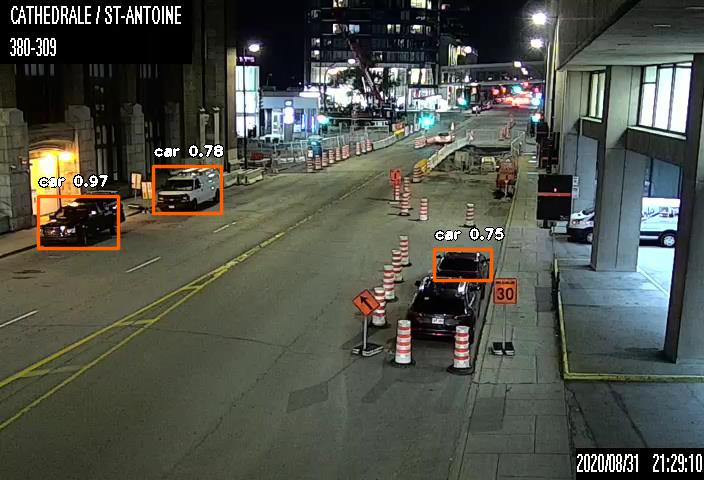 CATHEDRALE / ST-ANTOINE
380-309
car 0.78
car 0.97
car 0.75
30
2020/08/31 21:29:10